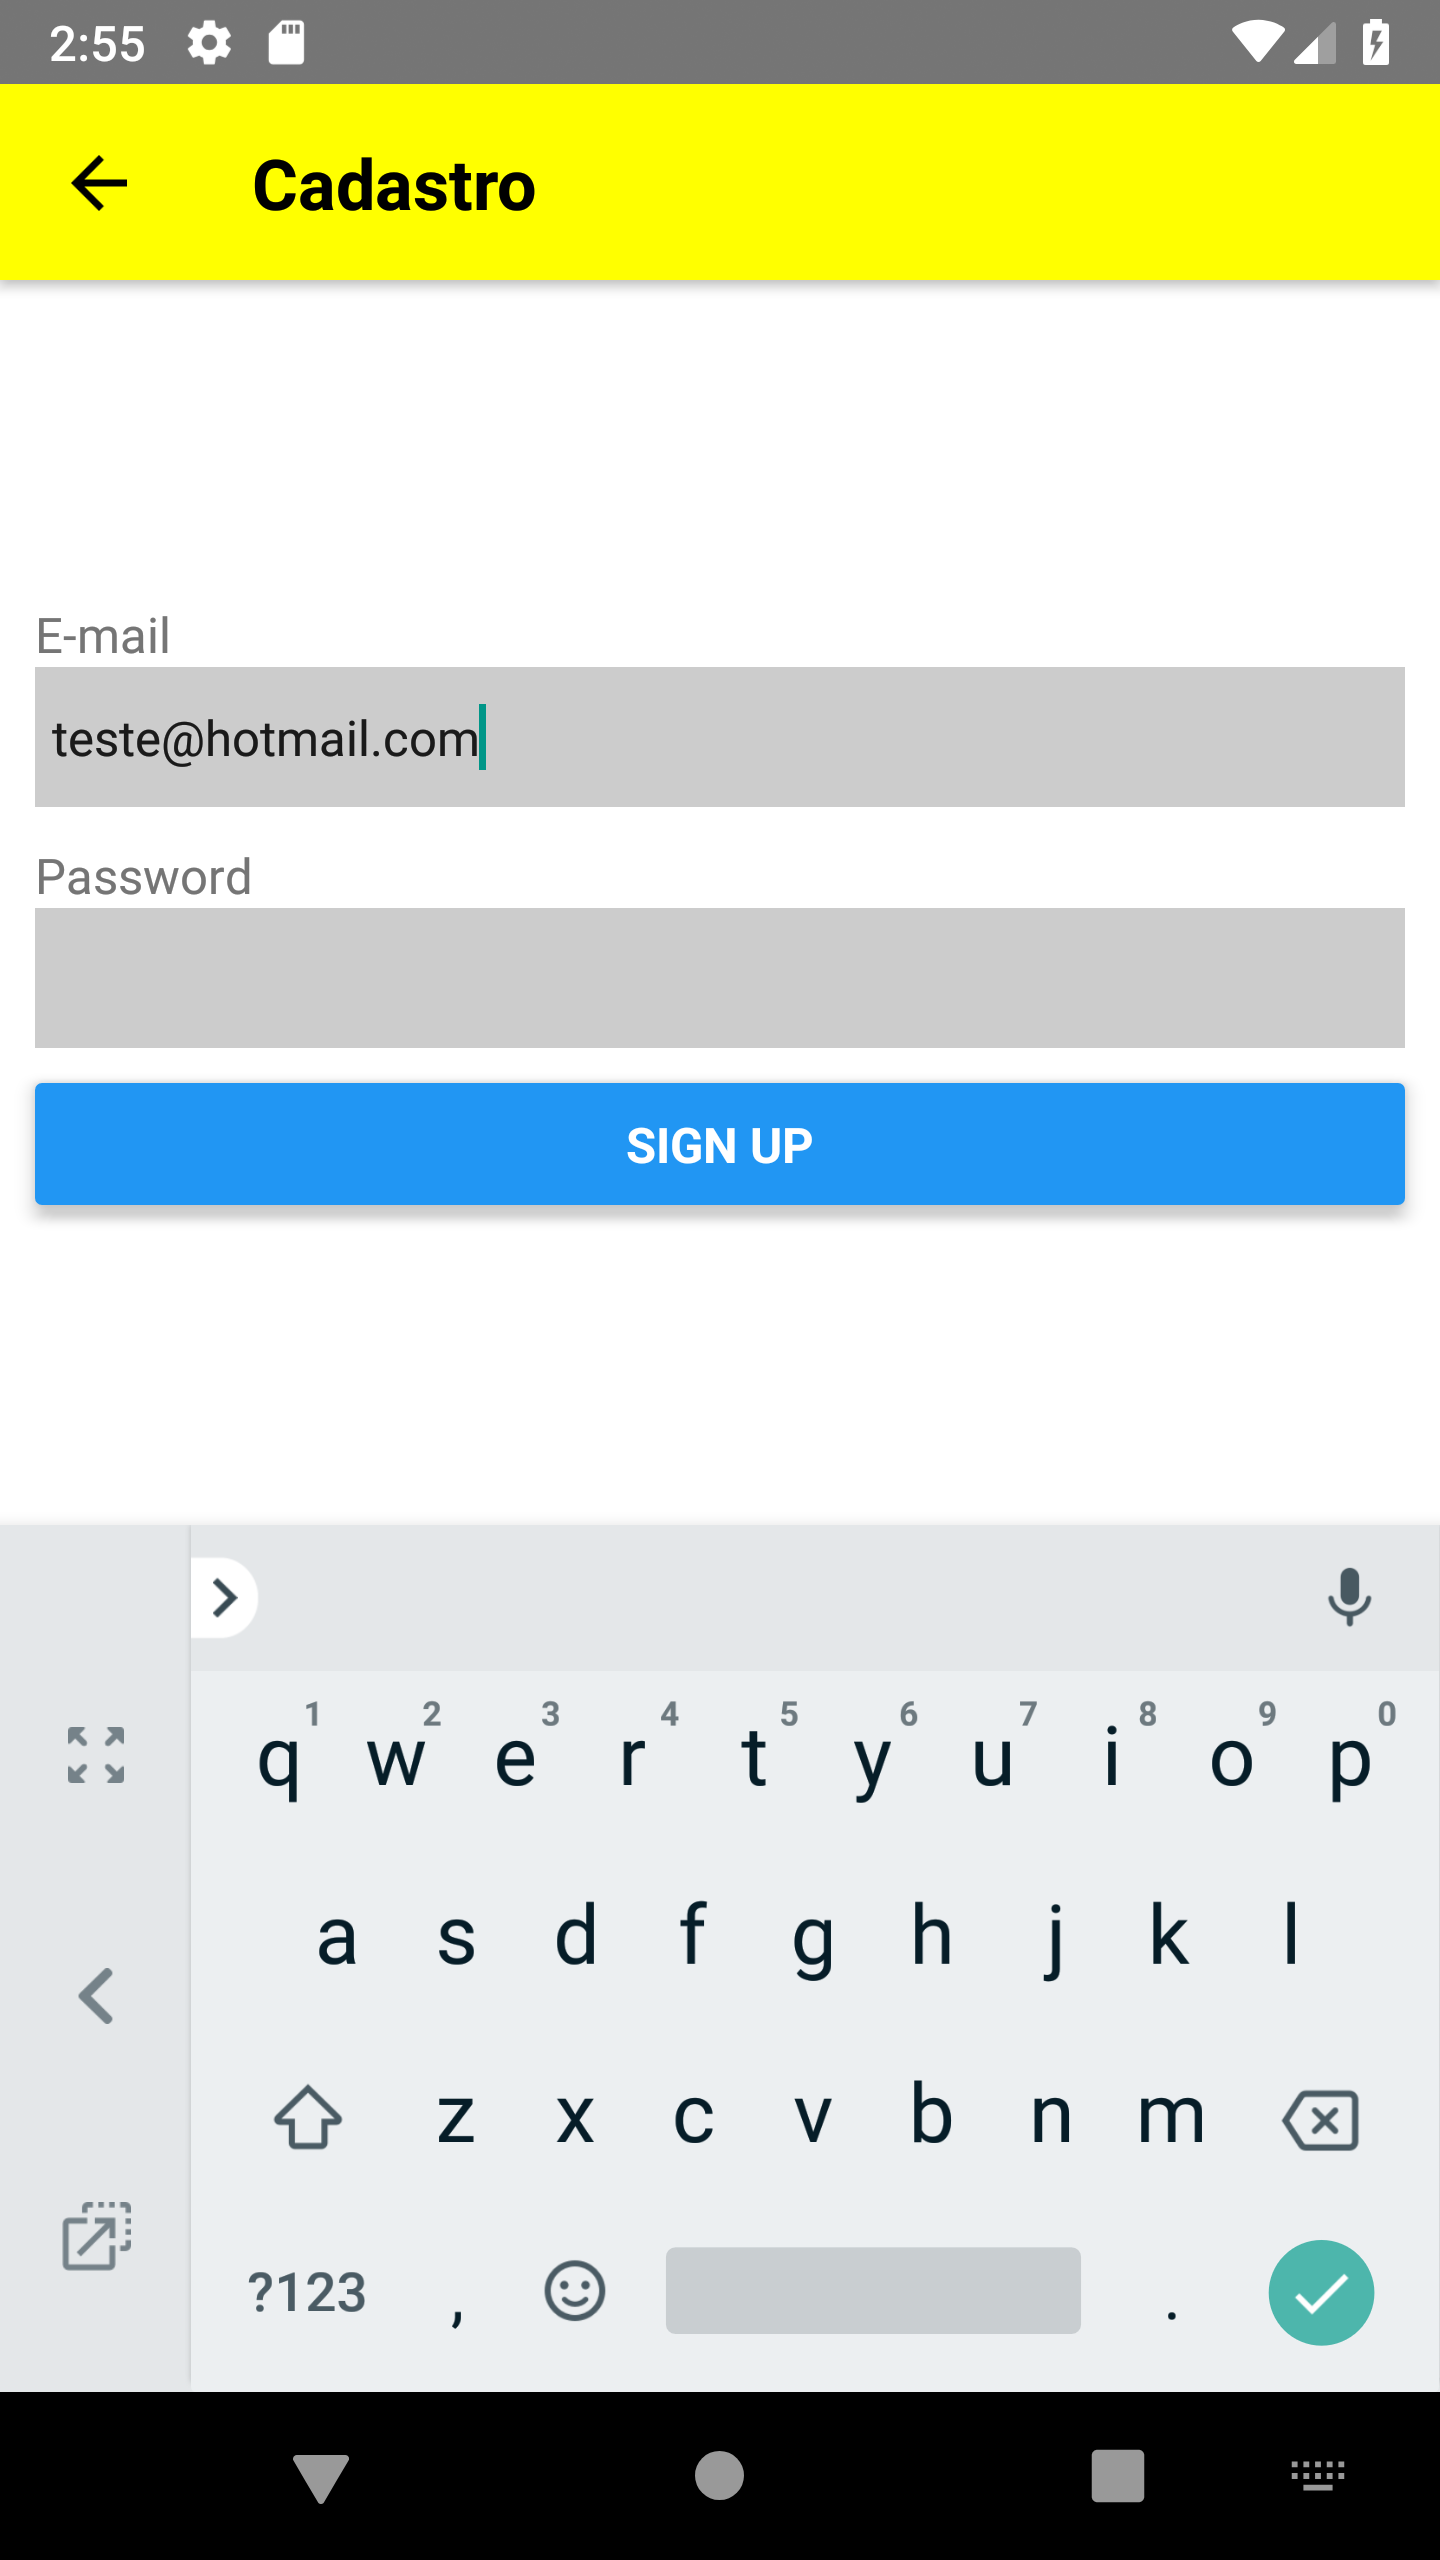 2:55
Cadastro
E-mail
teste@hotmail.com
Password
SIGN UP
1 2 3 4 5 6 7 8 9 0
q w e r t y u i o p
a s d f g h j k l
z x c v b n m
?123 , .